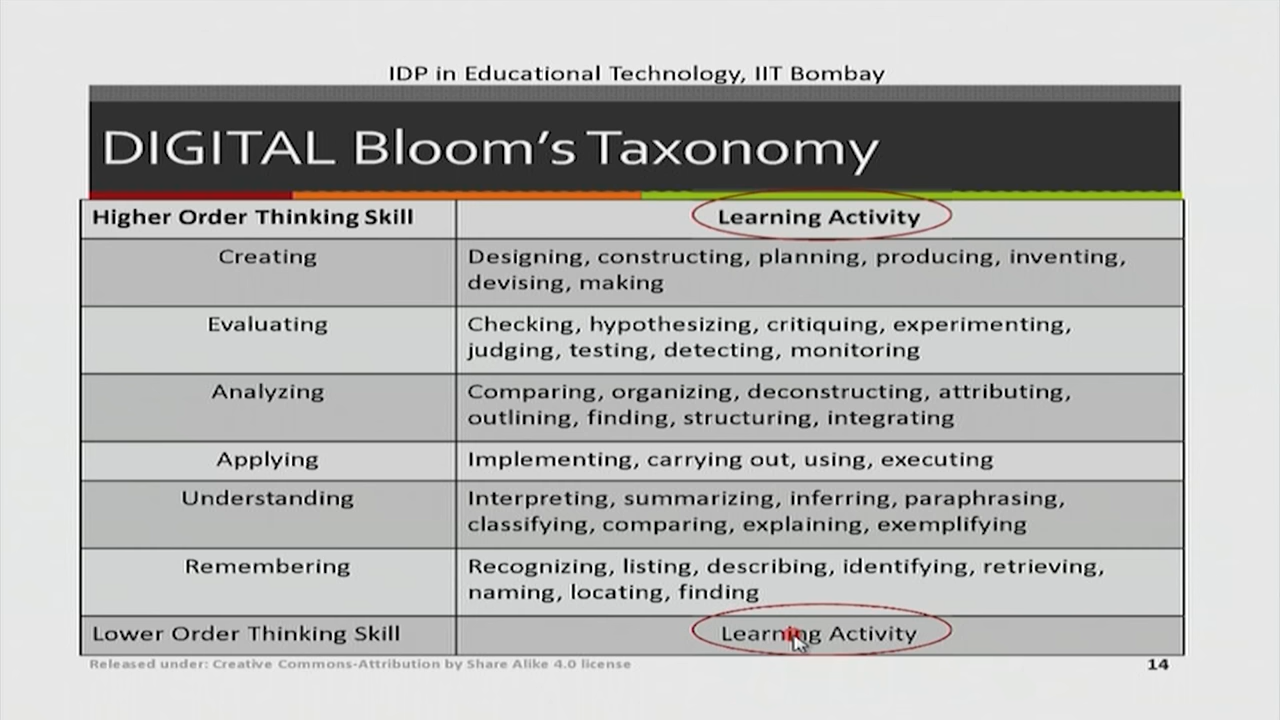 IDP in Educational Technology, IIT Bombay
DIGITAL Bloom's Taxonomy
Higher Order Thinking Skill
Learning Activity
Creating
Designing, constructing, planning, producing, inventing,
devising, making
Evaluating
Checking, hypothesizing, critiquing, experimenting,
judging, testing, detecting, monitoring
Analyzing
Comparing, organizing, deconstructing, attributing,
outlining, finding, structuring, integrating
Applying
Implementing, carrying out, using, executing
Understanding
Interpreting, summarizing, inferring, paraphrasing,
classifying, comparing, explaining, exemplifying
Remembering
Recognizing, listing, describing, identifying, retrieving,
naming, locating, finding
Lower Order Thinking Skill
Learning Activity
Released under: Creative Commons-Attribution by Share Alike 4.0 license
14